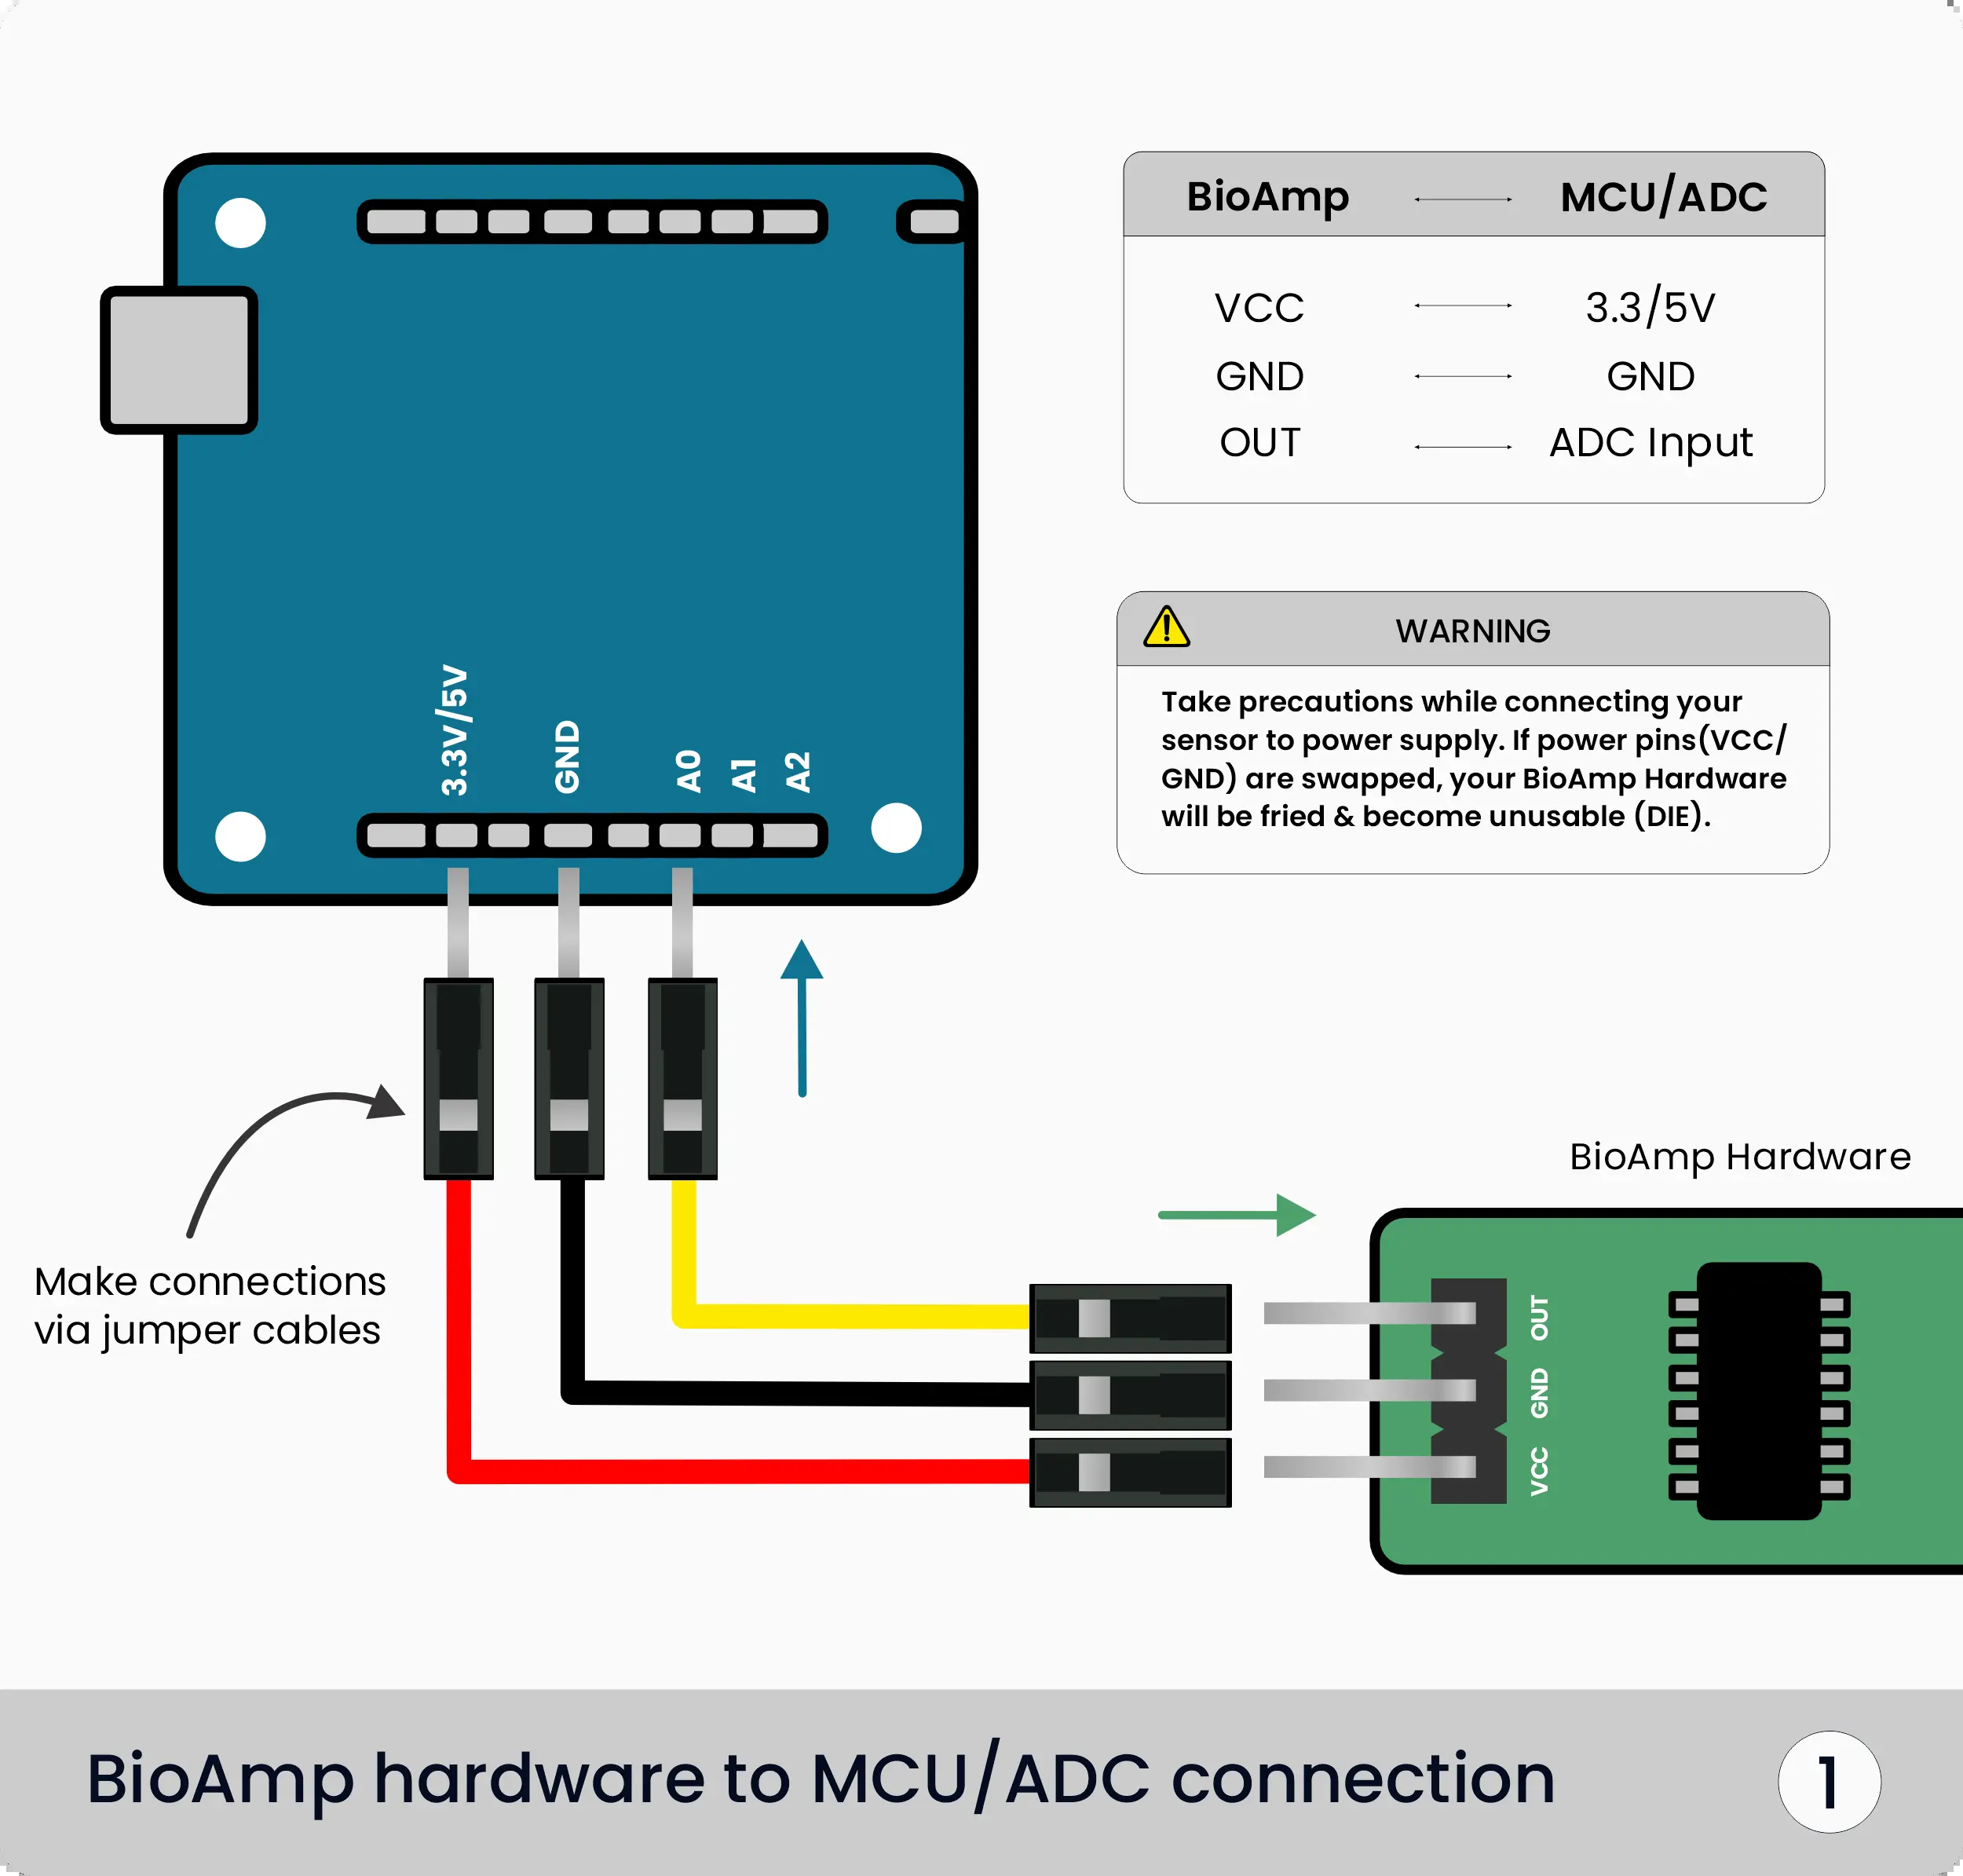 BioAmp MCU/ADC
VCC 3.3/5V
GND GND
OUT ADC Input
WARNING
Take precautions while connecting your
sensor to power supply. If power pins(VCC/
GND) are swapped, your BioAmp Hardware
will be fried & become unusable (DIE).
3.3V/5V
GND
A0
A1
A2
Make connections
via jumper cables
BioAmp Hardware
OUT
GND
VCC
BioAmp hardware to MCU/ADC connection
1